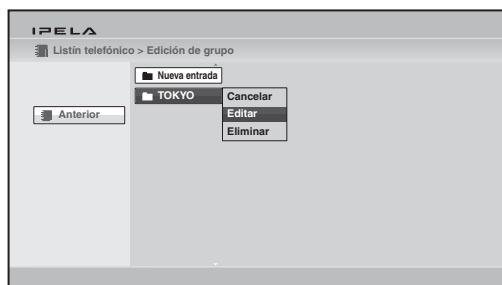 IPELA
Listín telefónico > Edición de grupo
Nueva entrada
TOKYO
Cancelar
Anterior
Editar
Eliminar